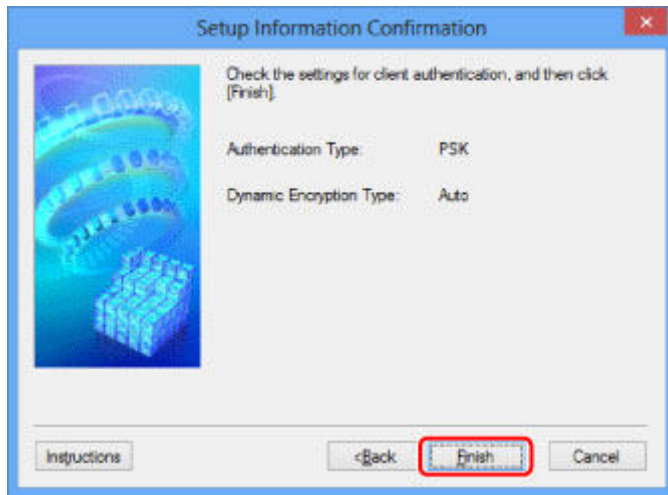 Setup Information Confirmation
Check the settings for client authentication, and then click
[Finish].
Authentication Type: PSK
Dynamic Encryption Type: Auto
Instructions <Back Finish Cancel